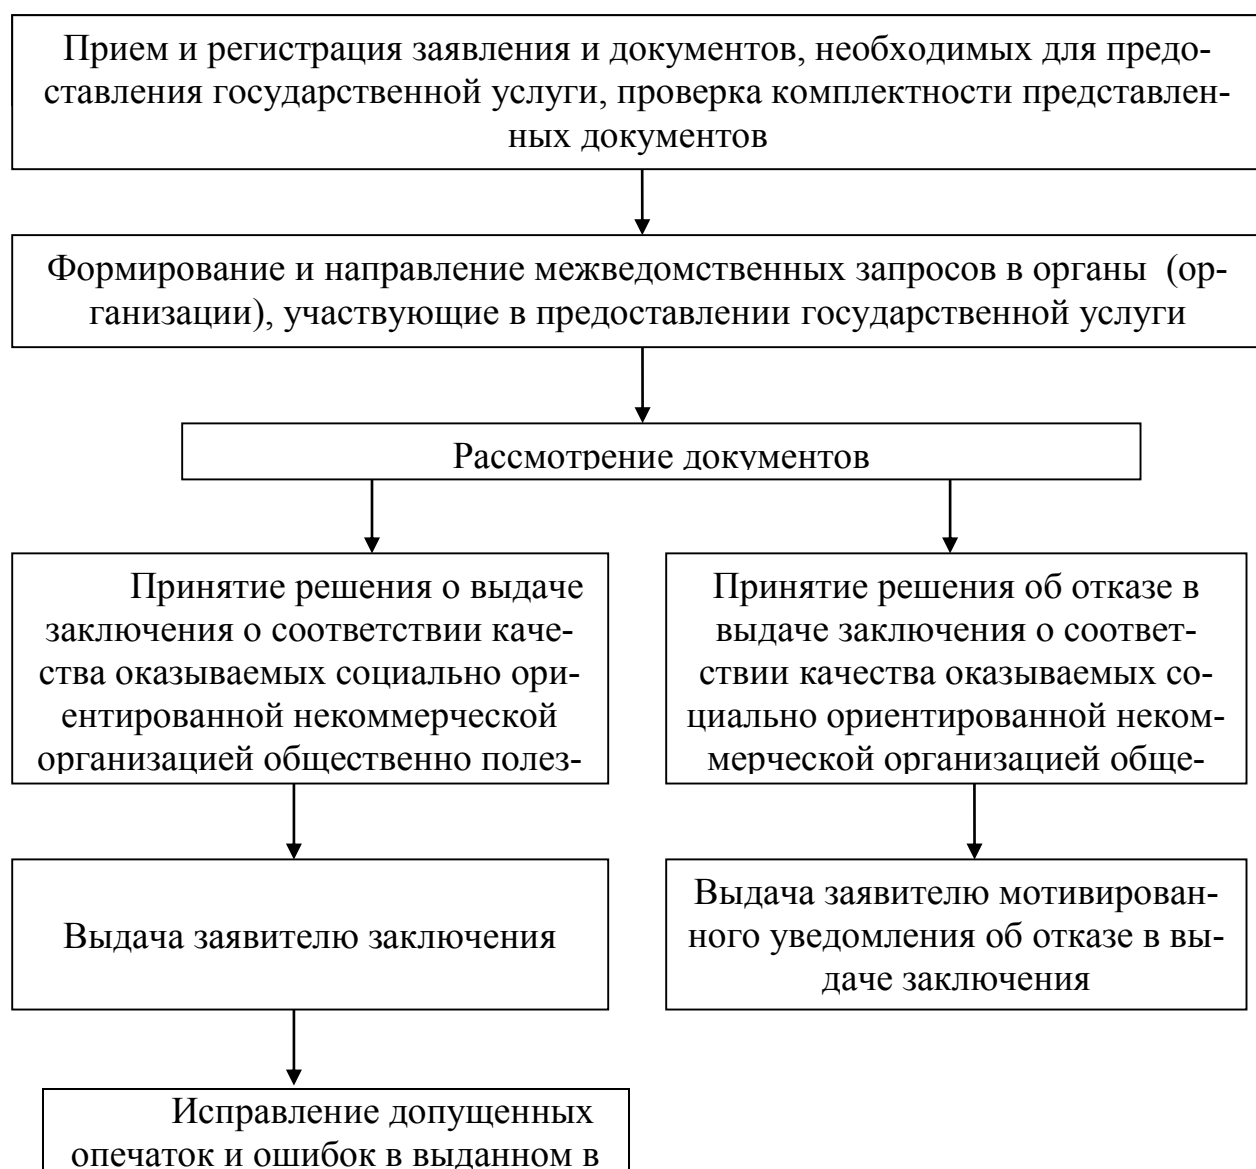 Прием и регистрация заявления и документов, необходимых для предо-
ставления государственной услуги, проверка комплектности представлен-
ных документов
Формирование и направление межведомственных запросов в органы  (ор-
ганизации), участвующие в предоставлении государственной услуги
Рассмотрение документов
Принятие решения о выдаче
заключения о соответствии каче-
ства оказываемых социально ори-
ентированной некоммерческой
организацией общественно полез-
Принятие решения об отказе в
выдаче заключения о соответ-
ствии качества оказываемых со-
циально ориентированной неком-
мерческой организацией обще-
Выдача заявителю заключения
Выдача заявителю мотивирован-
ного уведомления об отказе в вы-
даче заключения
Исправление допущенных
опечаток и ошибок в выданном в